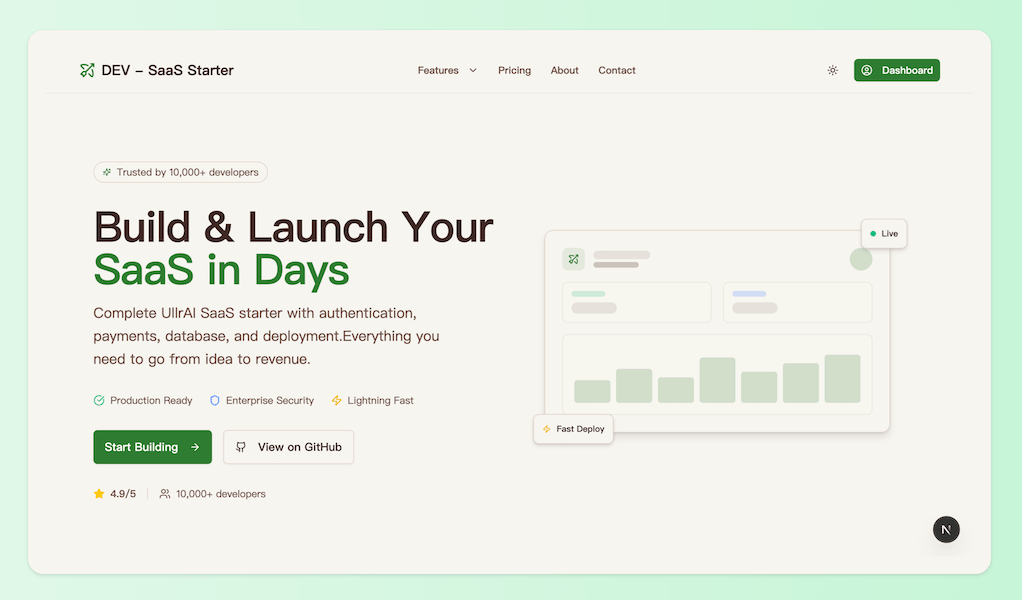 DEV – SaaS Starter
Features
Pricing
About
Contact
Dashboard
Trusted by 10,000+ developers
Build & Launch Your
SaaS in Days
Complete UllrAI SaaS starter with authentication,
payments, database, and deployment.Everything you
need to go from idea to revenue.
Production Ready
Enterprise Security
Lightning Fast
Start Building
View on GitHub
4.9/5
10,000+ developers
Live
Fast Deploy
N